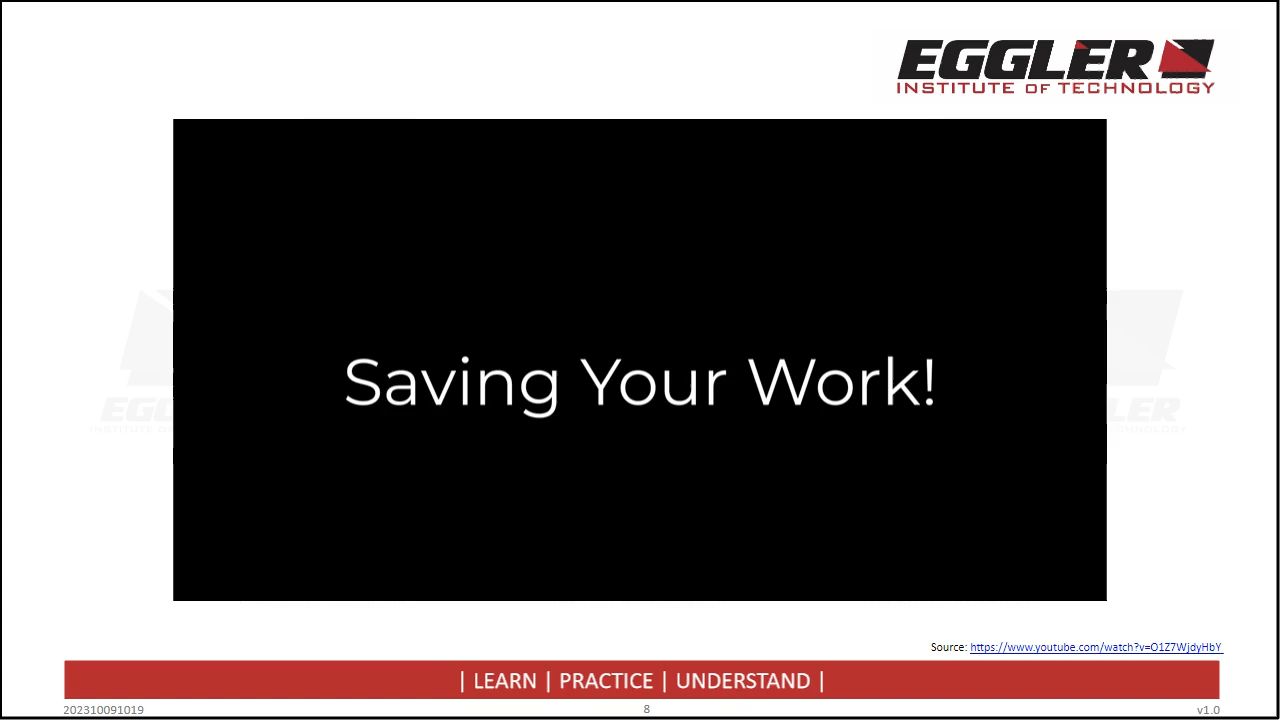 EGGLER
INSTITUTE OF TECHNOLOGY
Saving Your Work!
Source: https://www.youtube.com/watch?v=O1Z7WjdyHbY
| LEARN | PRACTICE | UNDERSTAND |
202310091019
8
v1.0